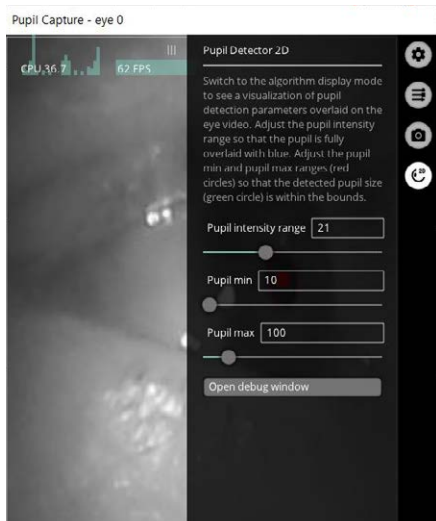 Pupil Capture - eye 0
CPU 36.7
62 FPS
Pupil Detector 2D
Switch to the algorithm display mode
to see a visualization of pupil
detection parameters overlaid on the
eye video. Adjust the pupil intensity
range so that the pupil is fully
overlaid with blue. Adjust the pupil
min and pupil max ranges (red
circles) so that the detected pupil size
(green circle) is within the bounds.
Pupil intensity range 21
Pupil min 10
Pupil max 100
Open debug window
2D